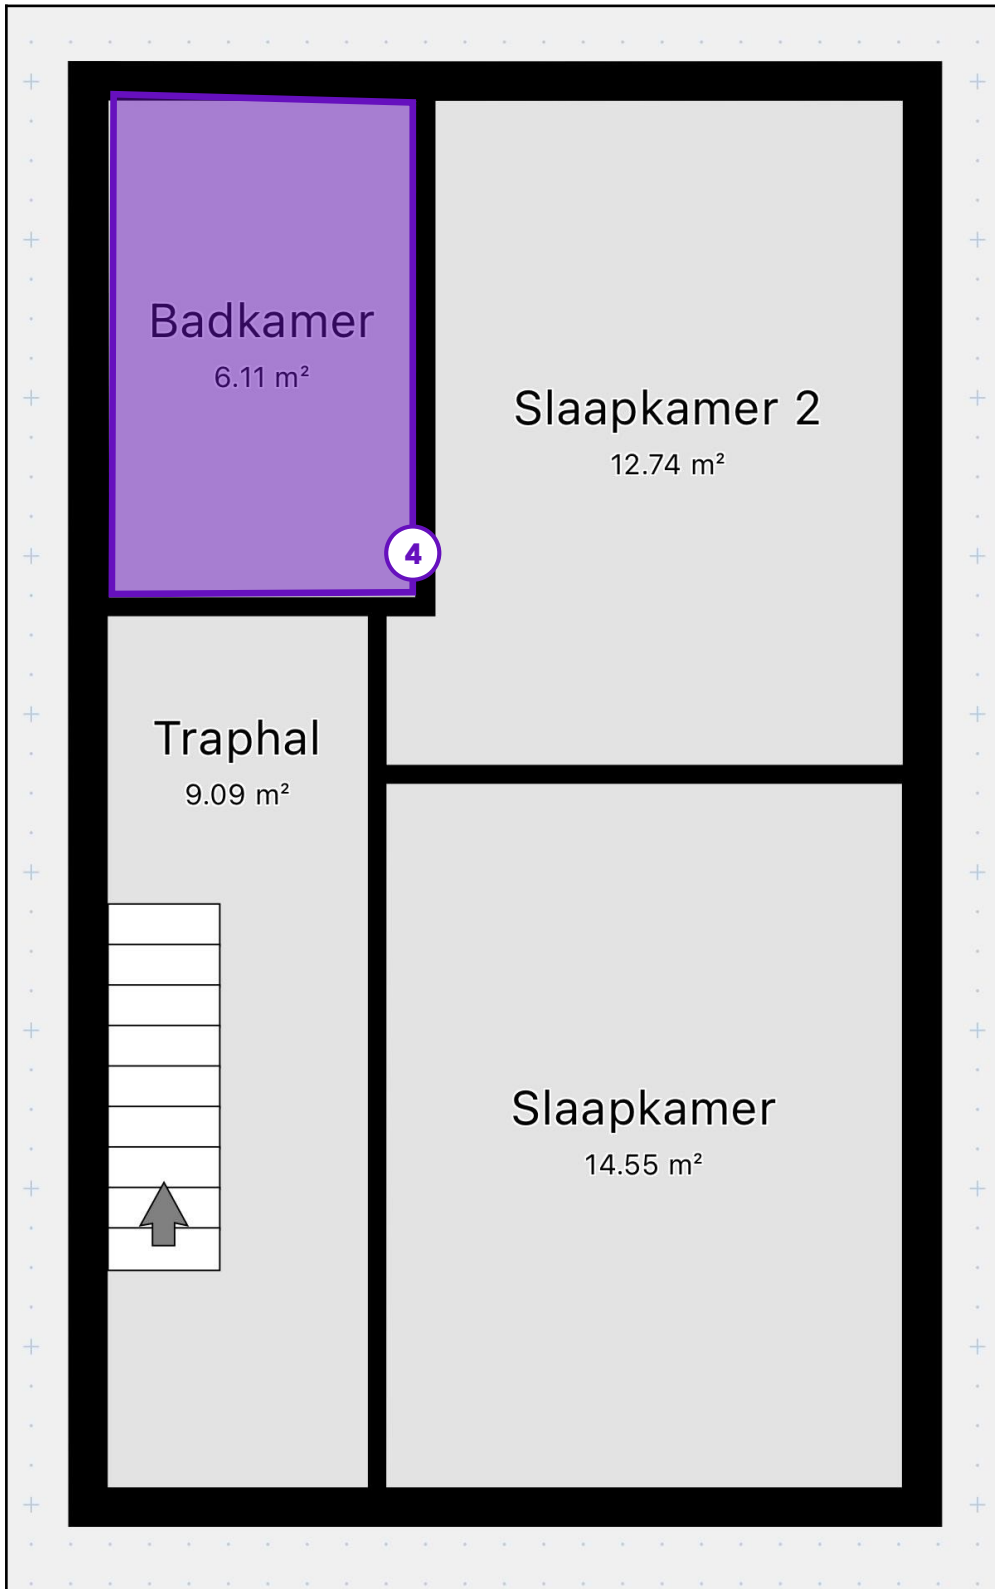 Badkamer
6.11 m²
Slaapkamer 2
12.74 m²
4
Traphal
9.09 m²
Slaapkamer
14.55 m²